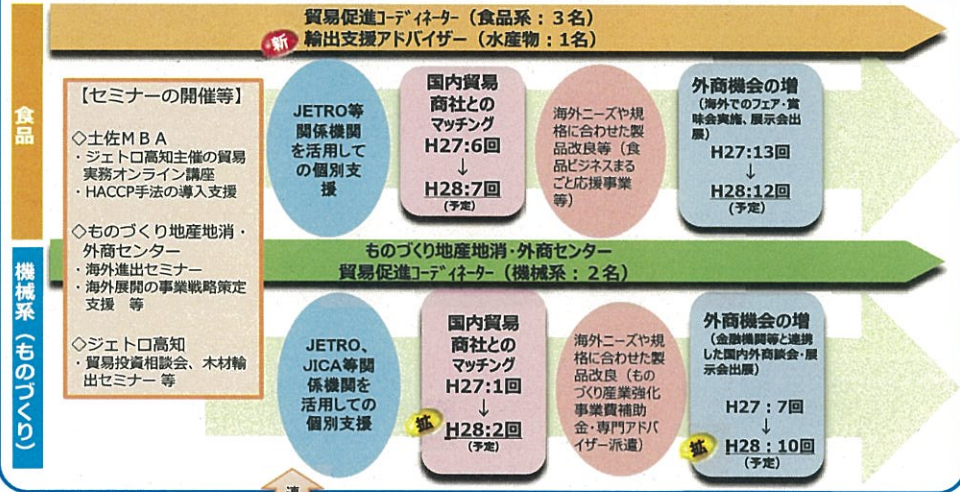 貿易促進ｺｰﾃﾞｨﾈｰﾀｰ（食品系：３名）
新
輸出支援アドバイザー（水産物：１名）
食品
【セミナーの開催等】
◇土佐ＭＢＡ
・ジェトロ高知主催の貿易
実務オンライン講座
・HACCP手法の導入支援
◇ものづくり地産地消・
外商センター
・海外進出セミナー
・海外展開の事業戦略策定
支援　等
◇ジェトロ高知
・貿易投資相談会、木材輸
出セミナー 等
JETRO等
関係機関
を活用して
の個別支
援
国内貿易
商社との
マッチング
H27:6回
↓
H28:7回
(予定)
海外ニーズや規
格に合わせた製
品改良等（食
品ビジネスまる
ごと応援事業
等）
外商機会の増
（海外でのフェア・賞
味会実施、展示会出
展）
H27:13回
↓
H28:12回
(予定)
ものづくり地産地消・外商センター
貿易促進ｺｰﾃﾞｨﾈｰﾀｰ（機械系：２名）
機械系（ものづくり）
JETRO、
JICA等関
係機関を
活用しての
個別支援
国内貿易
商社との
マッチング
H27:1回
↓
拡
H28:2回
(予定)
海外ニーズや規
格に合わせた製
品改良（もの
づくり産業強化
事業費補助
金・専門アドバ
イザー派遣）
外商機会の増
（金融機関等と連携
した国内外商談会・展
示会出展）
H27：7回
↓
拡
H28：10回
(予定)